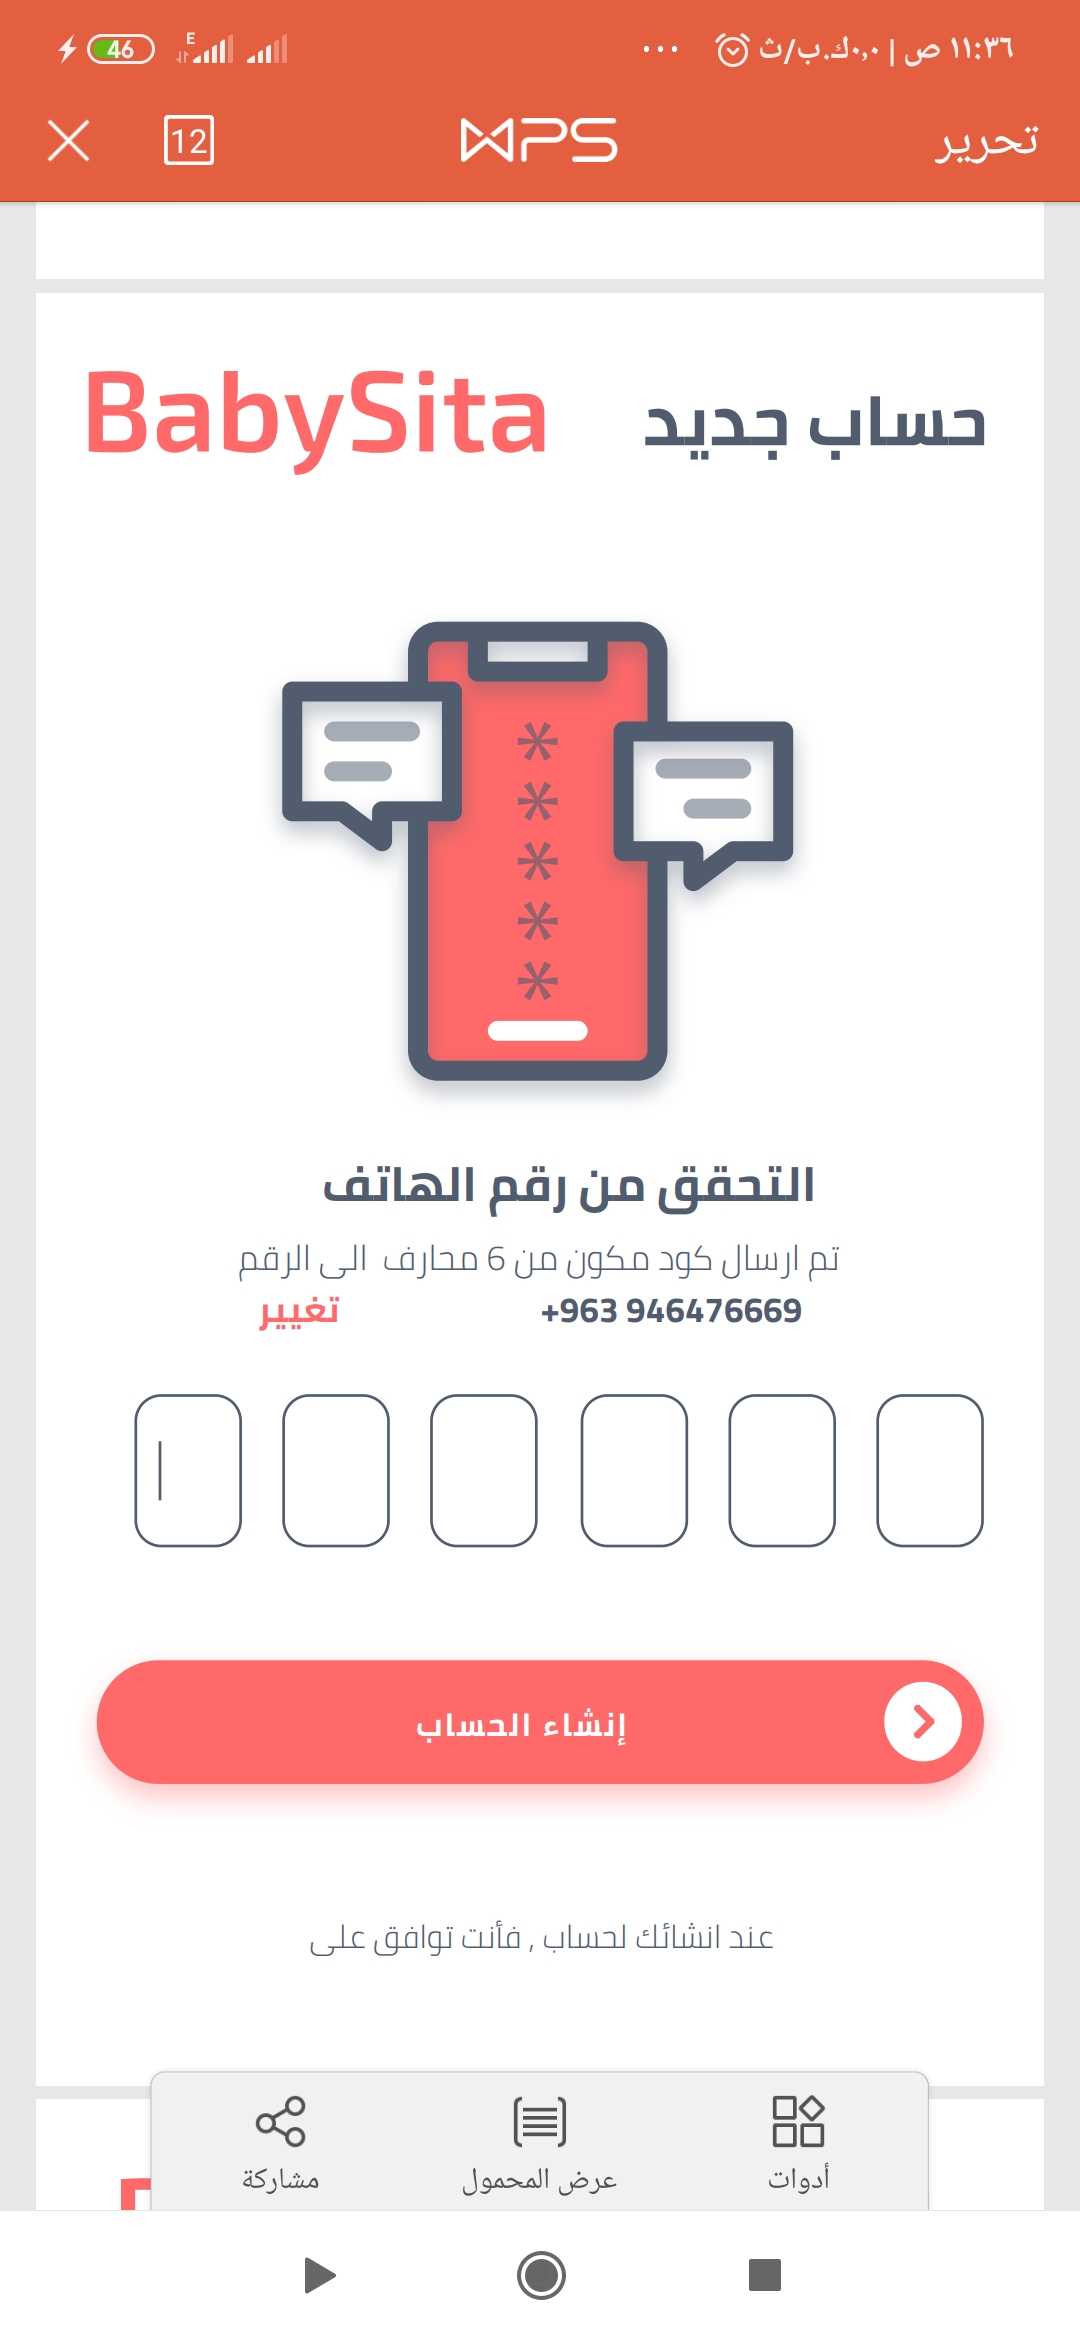 46 E ... ٠,٠ك.ب/ث | ١١:٣٦ ص
12 WPS تحرير
BabySita حساب جديد
*
*
*
*
*
التحقق من رقم الهاتف
تم ارسال كود مكون من 6 محارف الى الرقم
+963 946476669 تغيير
إنشاء الحساب
عند انشائك لحساب , فأنت توافق على
أدوات عرض المحمول مشاركة